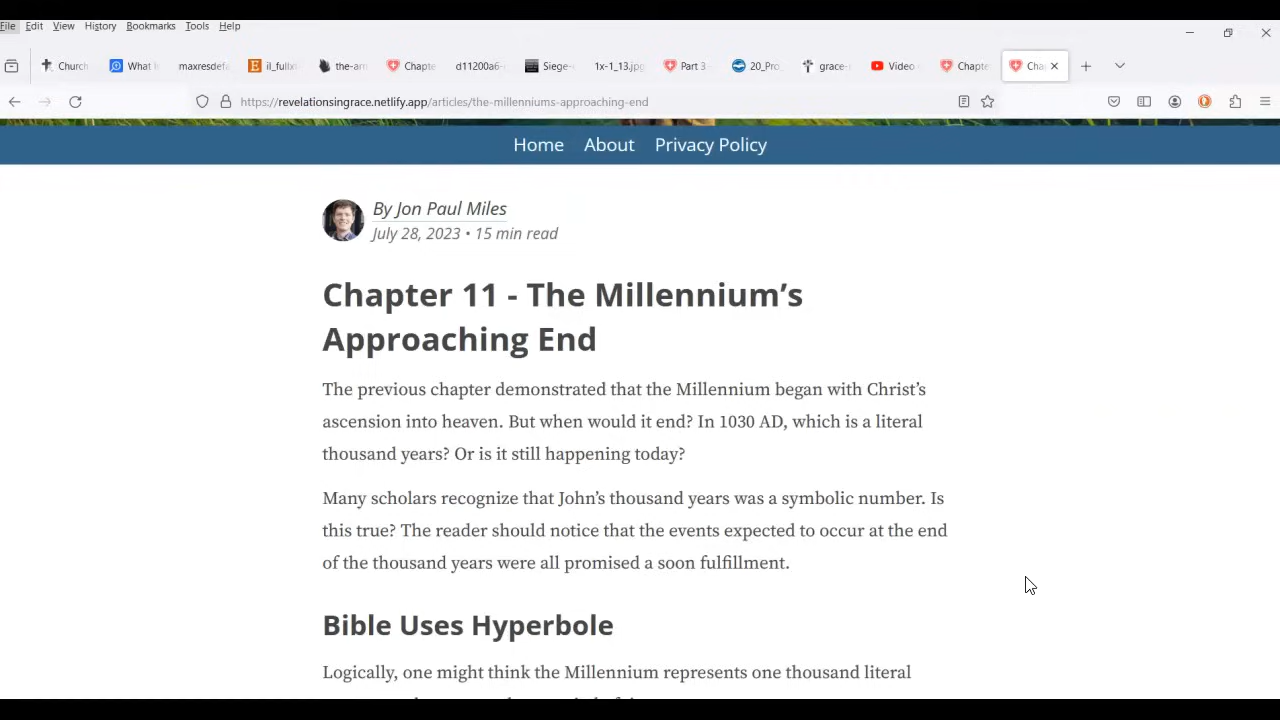 File Edit View History Bookmarks Tools Help
Church What i maxresdefa il_fullx the-arm Chapte d11200a6- Siege- 1x-1_13.jpg Part 3 20_Pro grace- Video Chapte Cha
https://revelationsingrace.netlify.app/articles/the-millenniums-approaching-end
Home About Privacy Policy
By Jon Paul Miles
July 28, 2023 • 15 min read
Chapter 11 - The Millennium’s
Approaching End
The previous chapter demonstrated that the Millennium began with Christ’s
ascension into heaven. But when would it end? In 1030 AD, which is a literal
thousand years? Or is it still happening today?
Many scholars recognize that John’s thousand years was a symbolic number. Is
this true? The reader should notice that the events expected to occur at the end
of the thousand years were all promised a soon fulfillment.
Bible Uses Hyperbole
Logically, one might think the Millennium represents one thousand literal